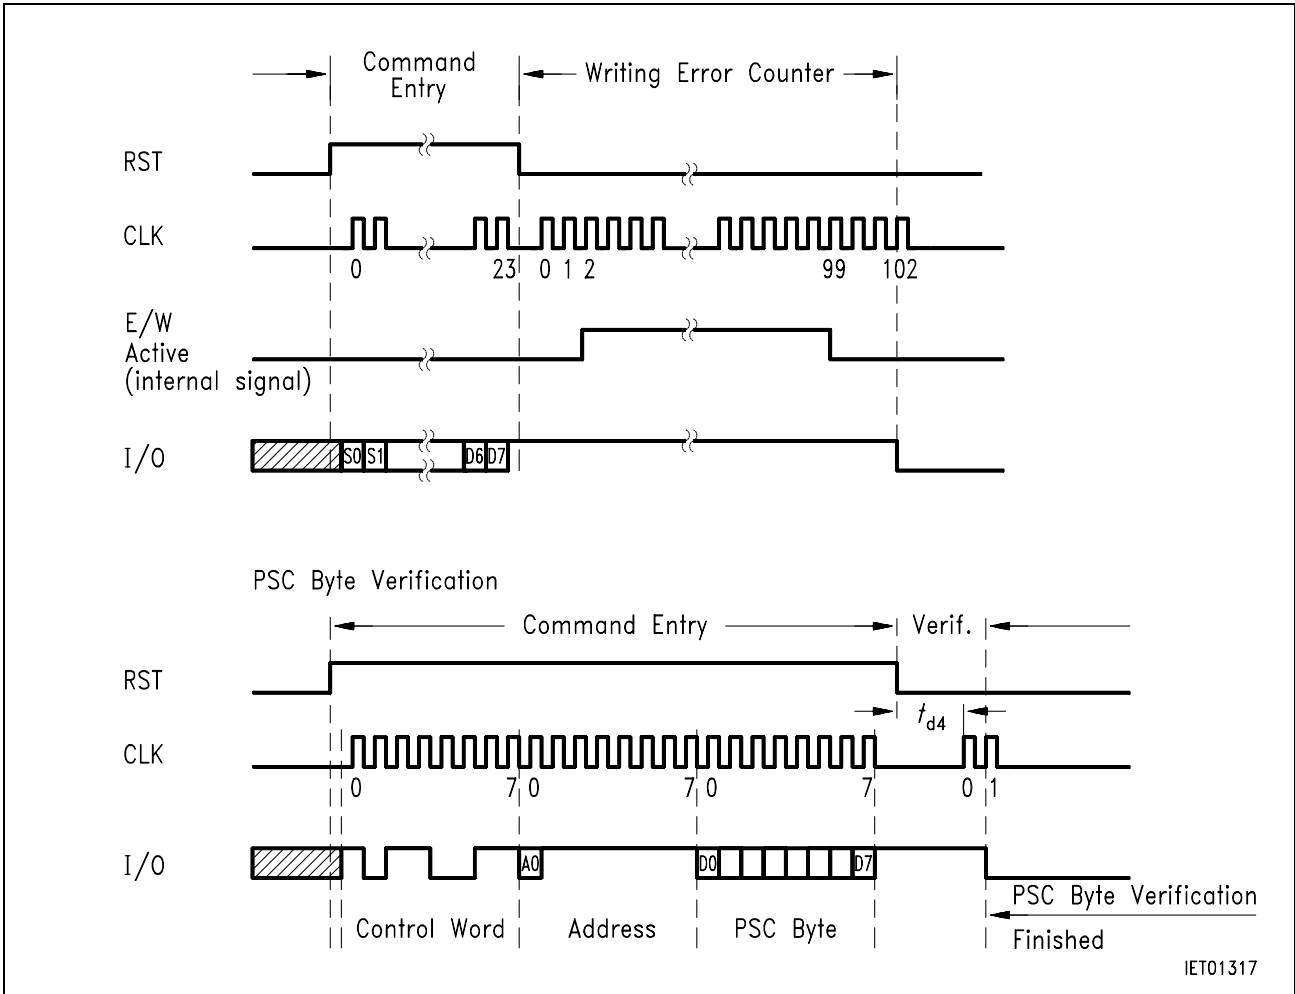 Command
Entry
Writing Error Counter
RST
CLK
0 23 0 1 2 99 102
E/W
Active
(internal signal)
I/O S0 S1 D6 D7
PSC Byte Verification
Command Entry Verif.
RST
td4
CLK
0 7 0 7 0 7 0 1
I/O A0 D0 D7
PSC Byte Verification
Control Word Address PSC Byte
Finished
IET01317